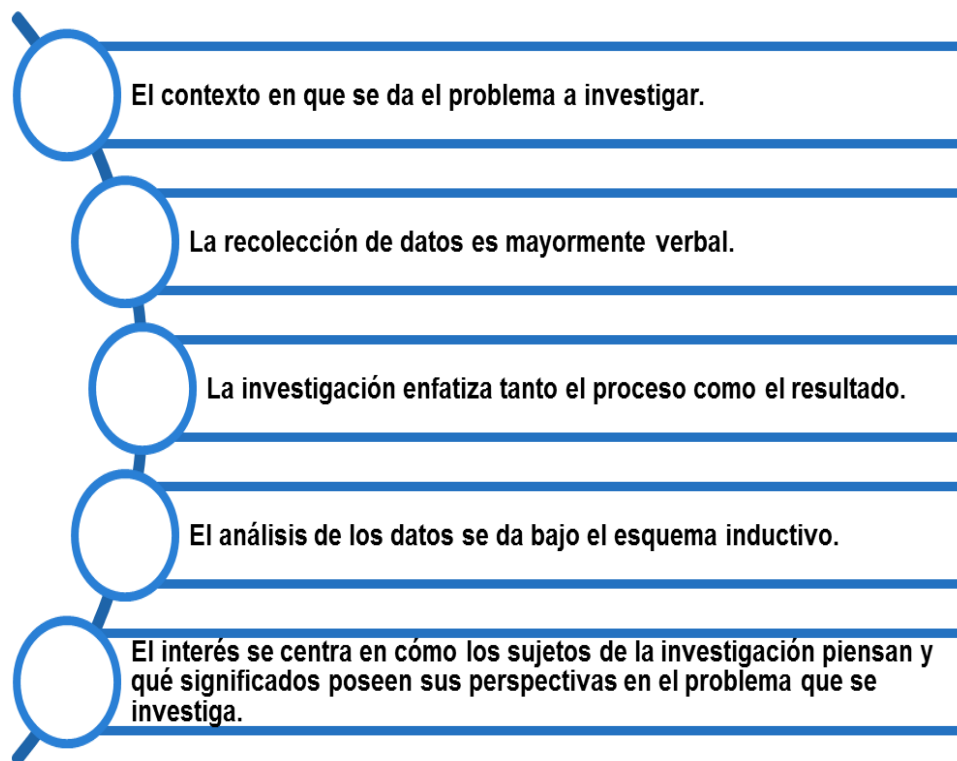 El contexto en que se da el problema a investigar.
La recolección de datos es mayormente verbal.
La investigación enfatiza tanto el proceso como el resultado.
El análisis de los datos se da bajo el esquema inductivo.
El interés se centra en cómo los sujetos de la investigación piensan y
qué significados poseen sus perspectivas en el problema que se
investiga.